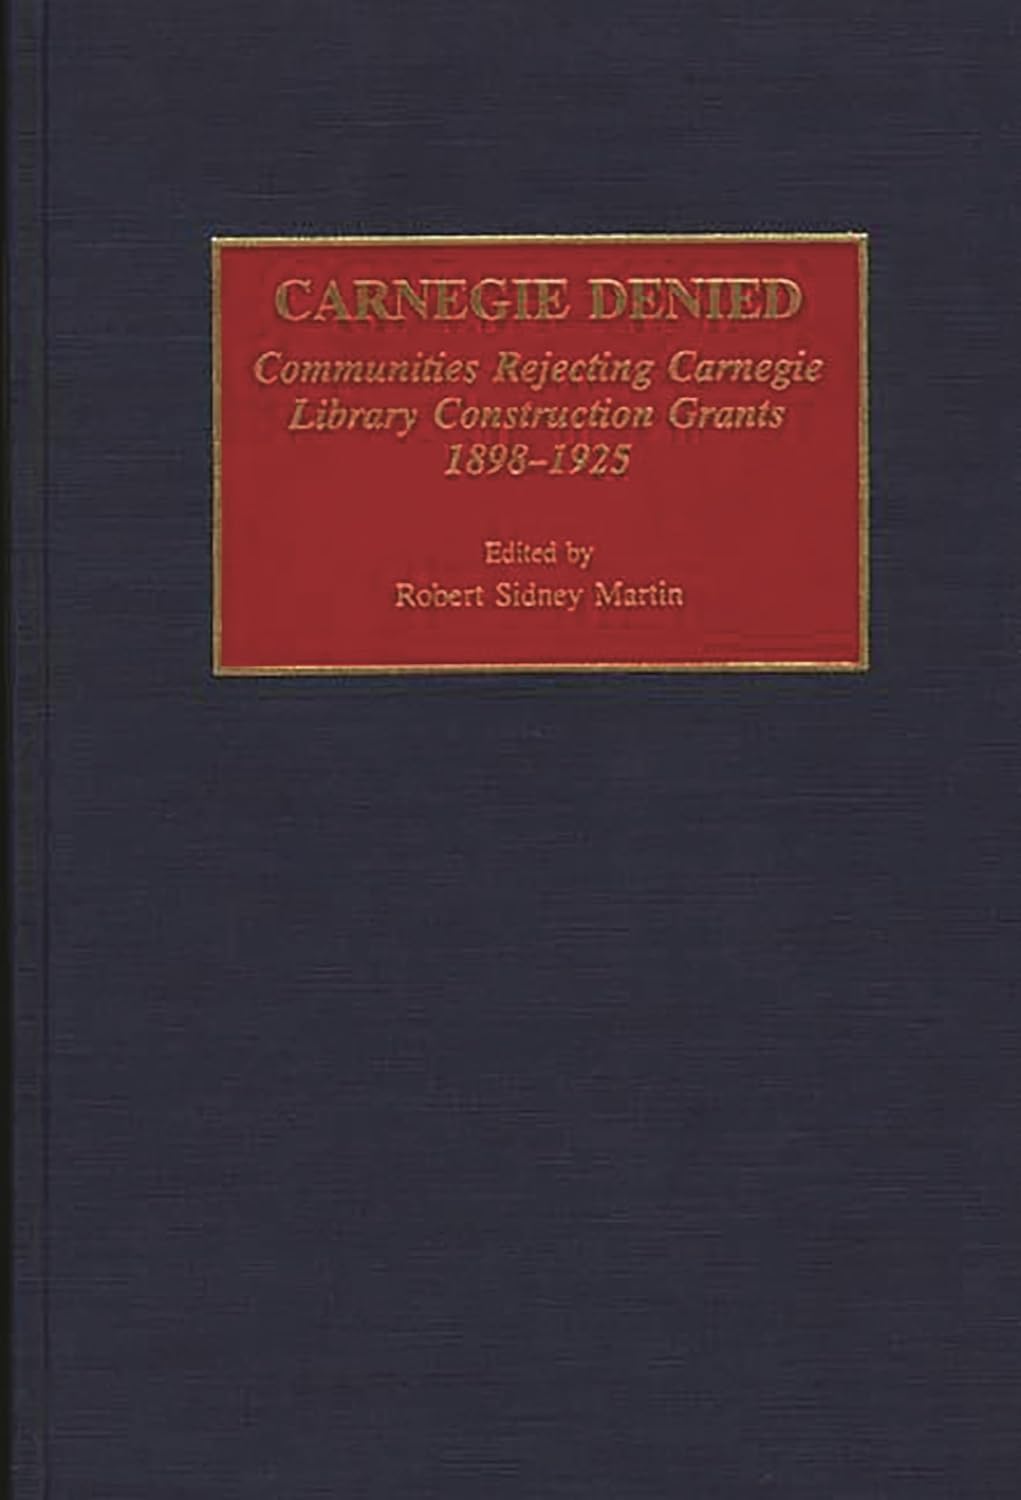 CARNEGIE DENIED
Communities Rejecting Carnegie
Library Construction Grants
1898–1925
Edited by
Robert Sidney Martin